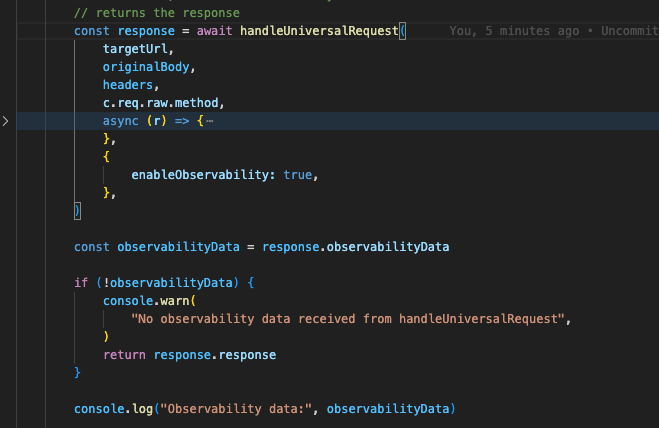 // returns the response
const response = await handleUniversalRequest( You, 5 minutes ago • Uncommit
targetUrl,
originalBody,
headers,
c.req.raw.method,
async (r) => {⋯
},
{
enableObservability: true,
},
)
const observabilityData = response.observabilityData
if (!observabilityData) {
console.warn(
"No observability data received from handleUniversalRequest",
)
return response.response
}
console.log("Observability data:", observabilityData)